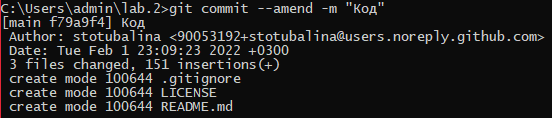 C:\Users\admin\lab.2>git commit --amend -m "Код"
[main f79a9f4] Код
 Author: stotubalina <90053192+stotubalina@users.noreply.github.com>
 Date: Tue Feb 1 23:09:23 2022 +0300
 3 files changed, 151 insertions(+)
 create mode 100644 .gitignore
 create mode 100644 LICENSE
 create mode 100644 README.md